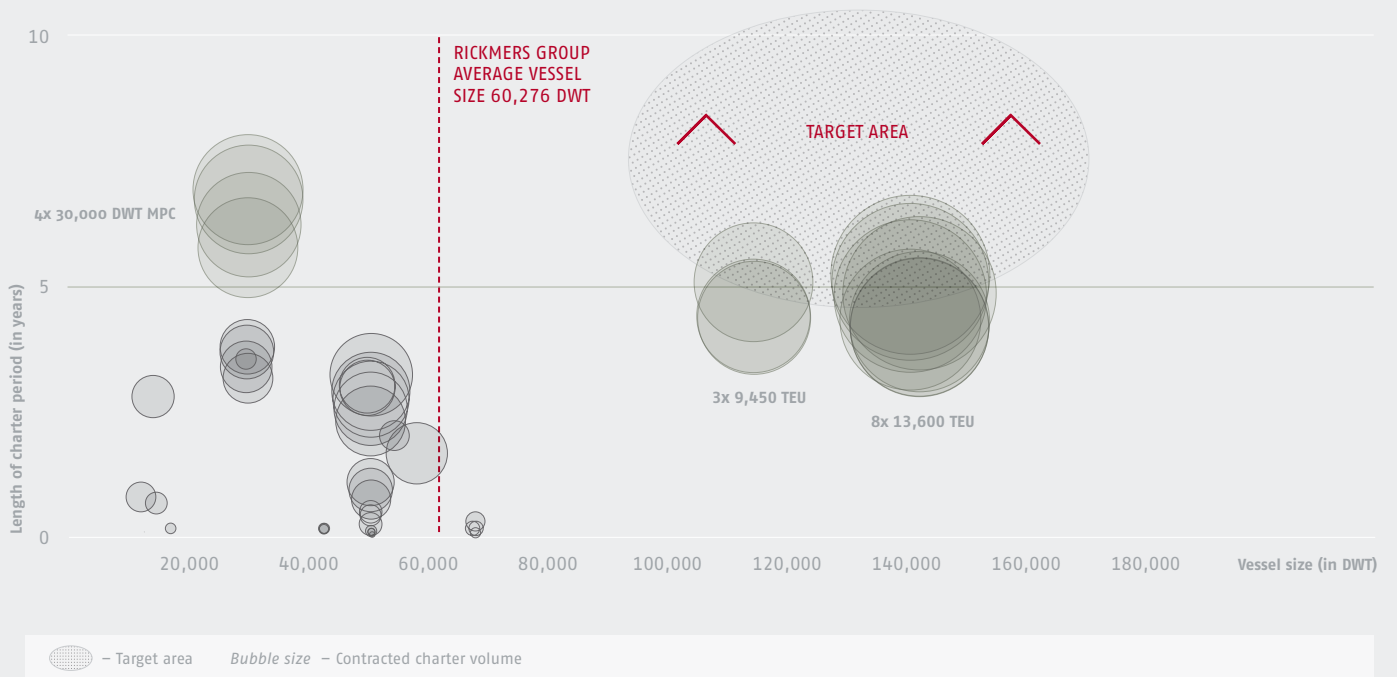 10
RICKMERS GROUP
AVERAGE VESSEL
SIZE 60,276 DWT
TARGET AREA
4x 30,000 DWT MPC
5
3x 9,450 TEU
8x 13,600 TEU
Length of charter period (in years)
0
20,000 40,000 60,000 80,000 100,000 120,000 140,000 160,000 180,000 Vessel size (in DWT)
– Target area Bubble size – Contracted charter volume